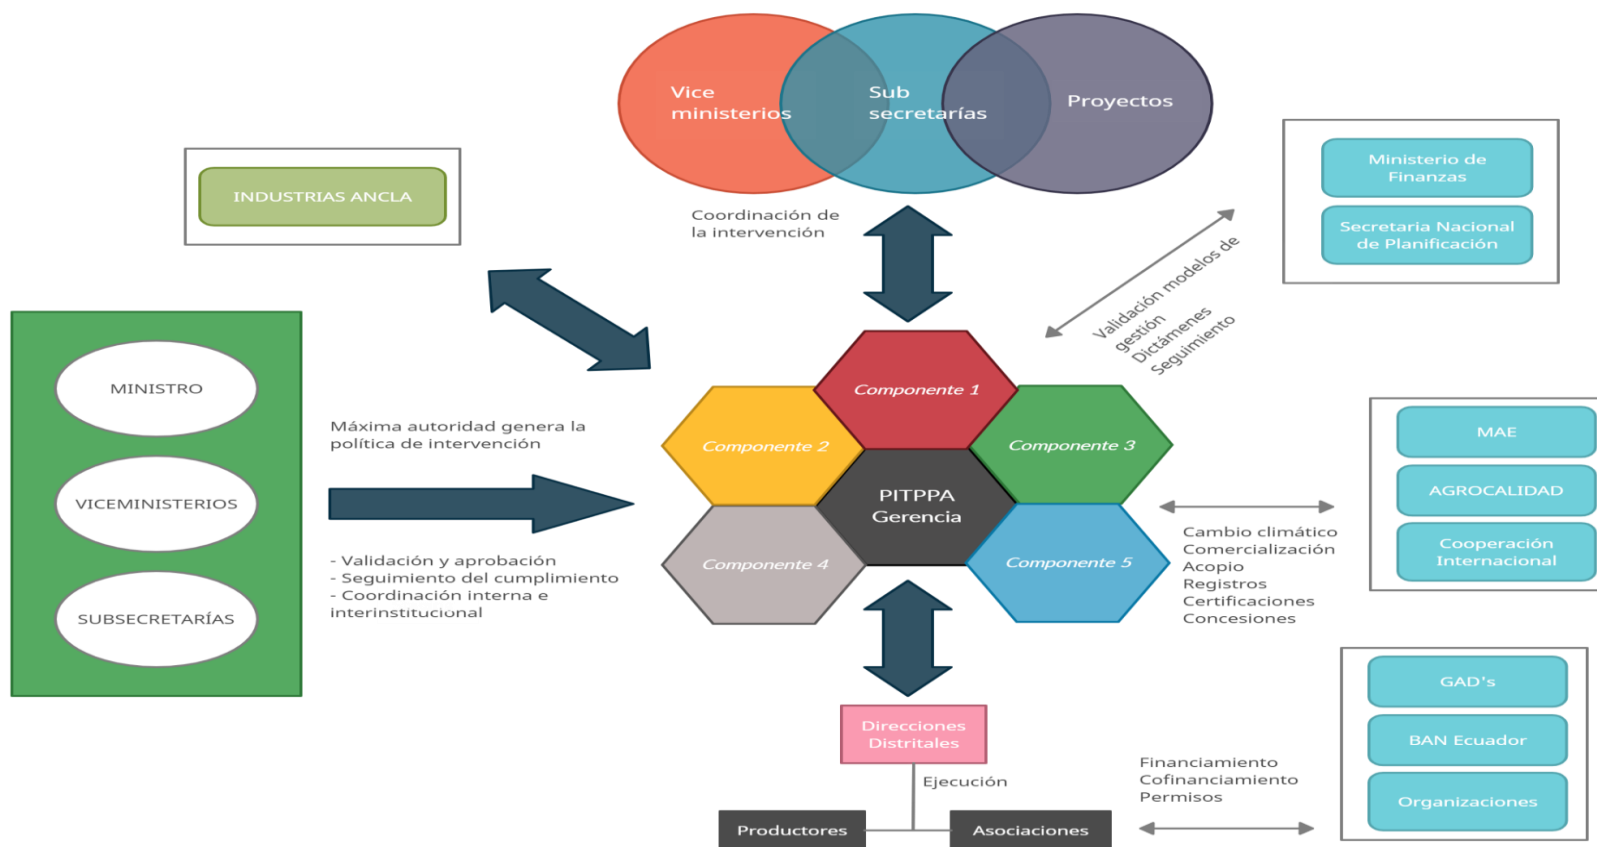 Vice
ministerios
Sub
secretarías
Proyectos
Ministerio de
Finanzas
Secretaria Nacional
de Planificación
INDUSTRIAS ANCLA
Coordinación de
la intervención
Validación modelos de
gestión
Dictámenes
Seguimiento
MINISTRO
VICEMINISTERIOS
SUBSECRETARÍAS
Máxima autoridad genera la
política de intervención
- Validación y aprobación
- Seguimiento del cumplimiento
- Coordinación interna e
interinstitucional
Componente 1
Componente 2
Componente 3
PITPPA
Gerencia
Componente 4
Componente 5
MAE
AGROCALIDAD
Cooperación
Internacional
Cambio climático
Comercialización
Acopio
Registros
Certificaciones
Concesiones
GAD's
BAN Ecuador
Organizaciones
Direcciones
Distritales
Ejecución
Financiamiento
Cofinanciamiento
Permisos
Productores
Asociaciones